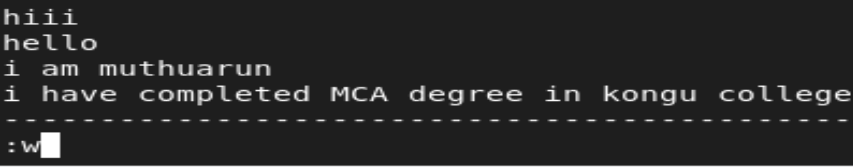 hiii
hello
i am muthuarun
i have completed MCA degree in kongu college
--------------------------------------------
:w